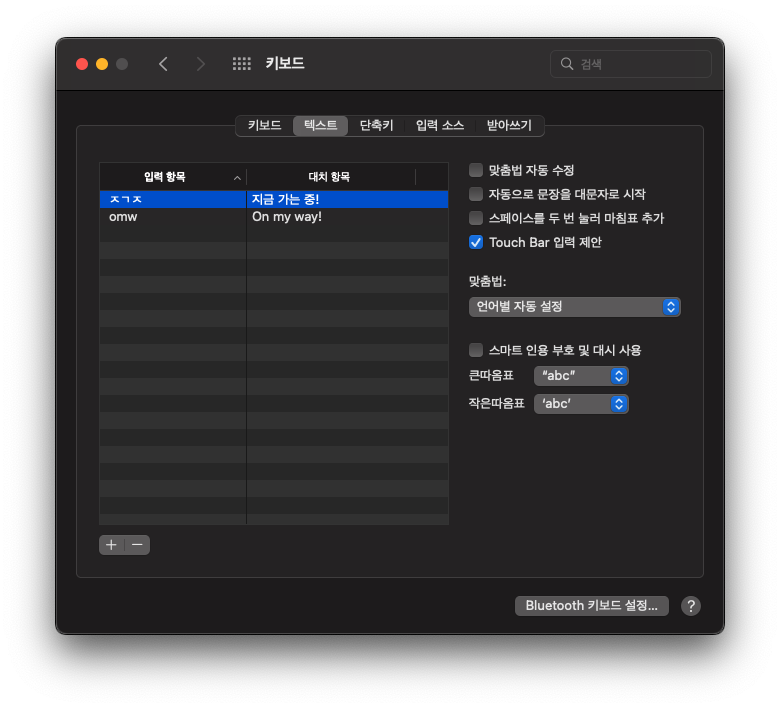 키보드
검색
키보드 텍스트 단축키 입력 소스 받아쓰기
입력 항목 대치 항목
ㅈㄱㅈ 지금 가는 중!
omw On my way!
맞춤법 자동 수정
자동으로 문장을 대문자로 시작
스페이스를 두 번 눌러 마침표 추가
Touch Bar 입력 제안
맞춤법:
언어별 자동 설정
스마트 인용 부호 및 대시 사용
큰따옴표 “abc”
작은따옴표 ‘abc’
+ −
Bluetooth 키보드 설정... ?